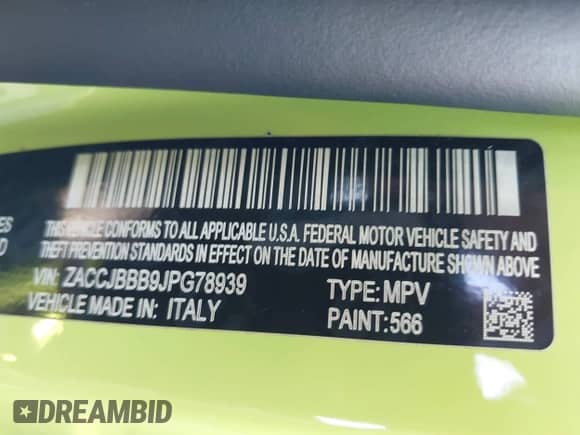 ES
D
THIS VEHICLE CONFORMS TO ALL APPLICABLE U.S.A. FEDERAL MOTOR VEHICLE SAFETY AND
THEFT PREVENTION STANDARDS IN EFFECT ON THE DATE OF MANUFACTURE SHOWN ABOVE
VIN: ZACCJBBB9JPG78939 TYPE: MPV
VEHICLE MADE IN: ITALY PAINT: 566
DREAMBID